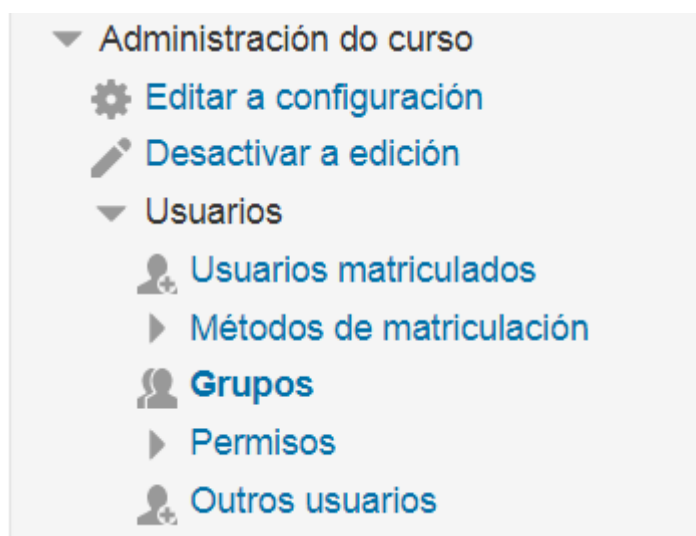 Administración do curso
Editar a configuración
Desactivar a edición
Usuarios
Usuarios matriculados
Métodos de matriculación
Grupos
Permisos
Outros usuarios